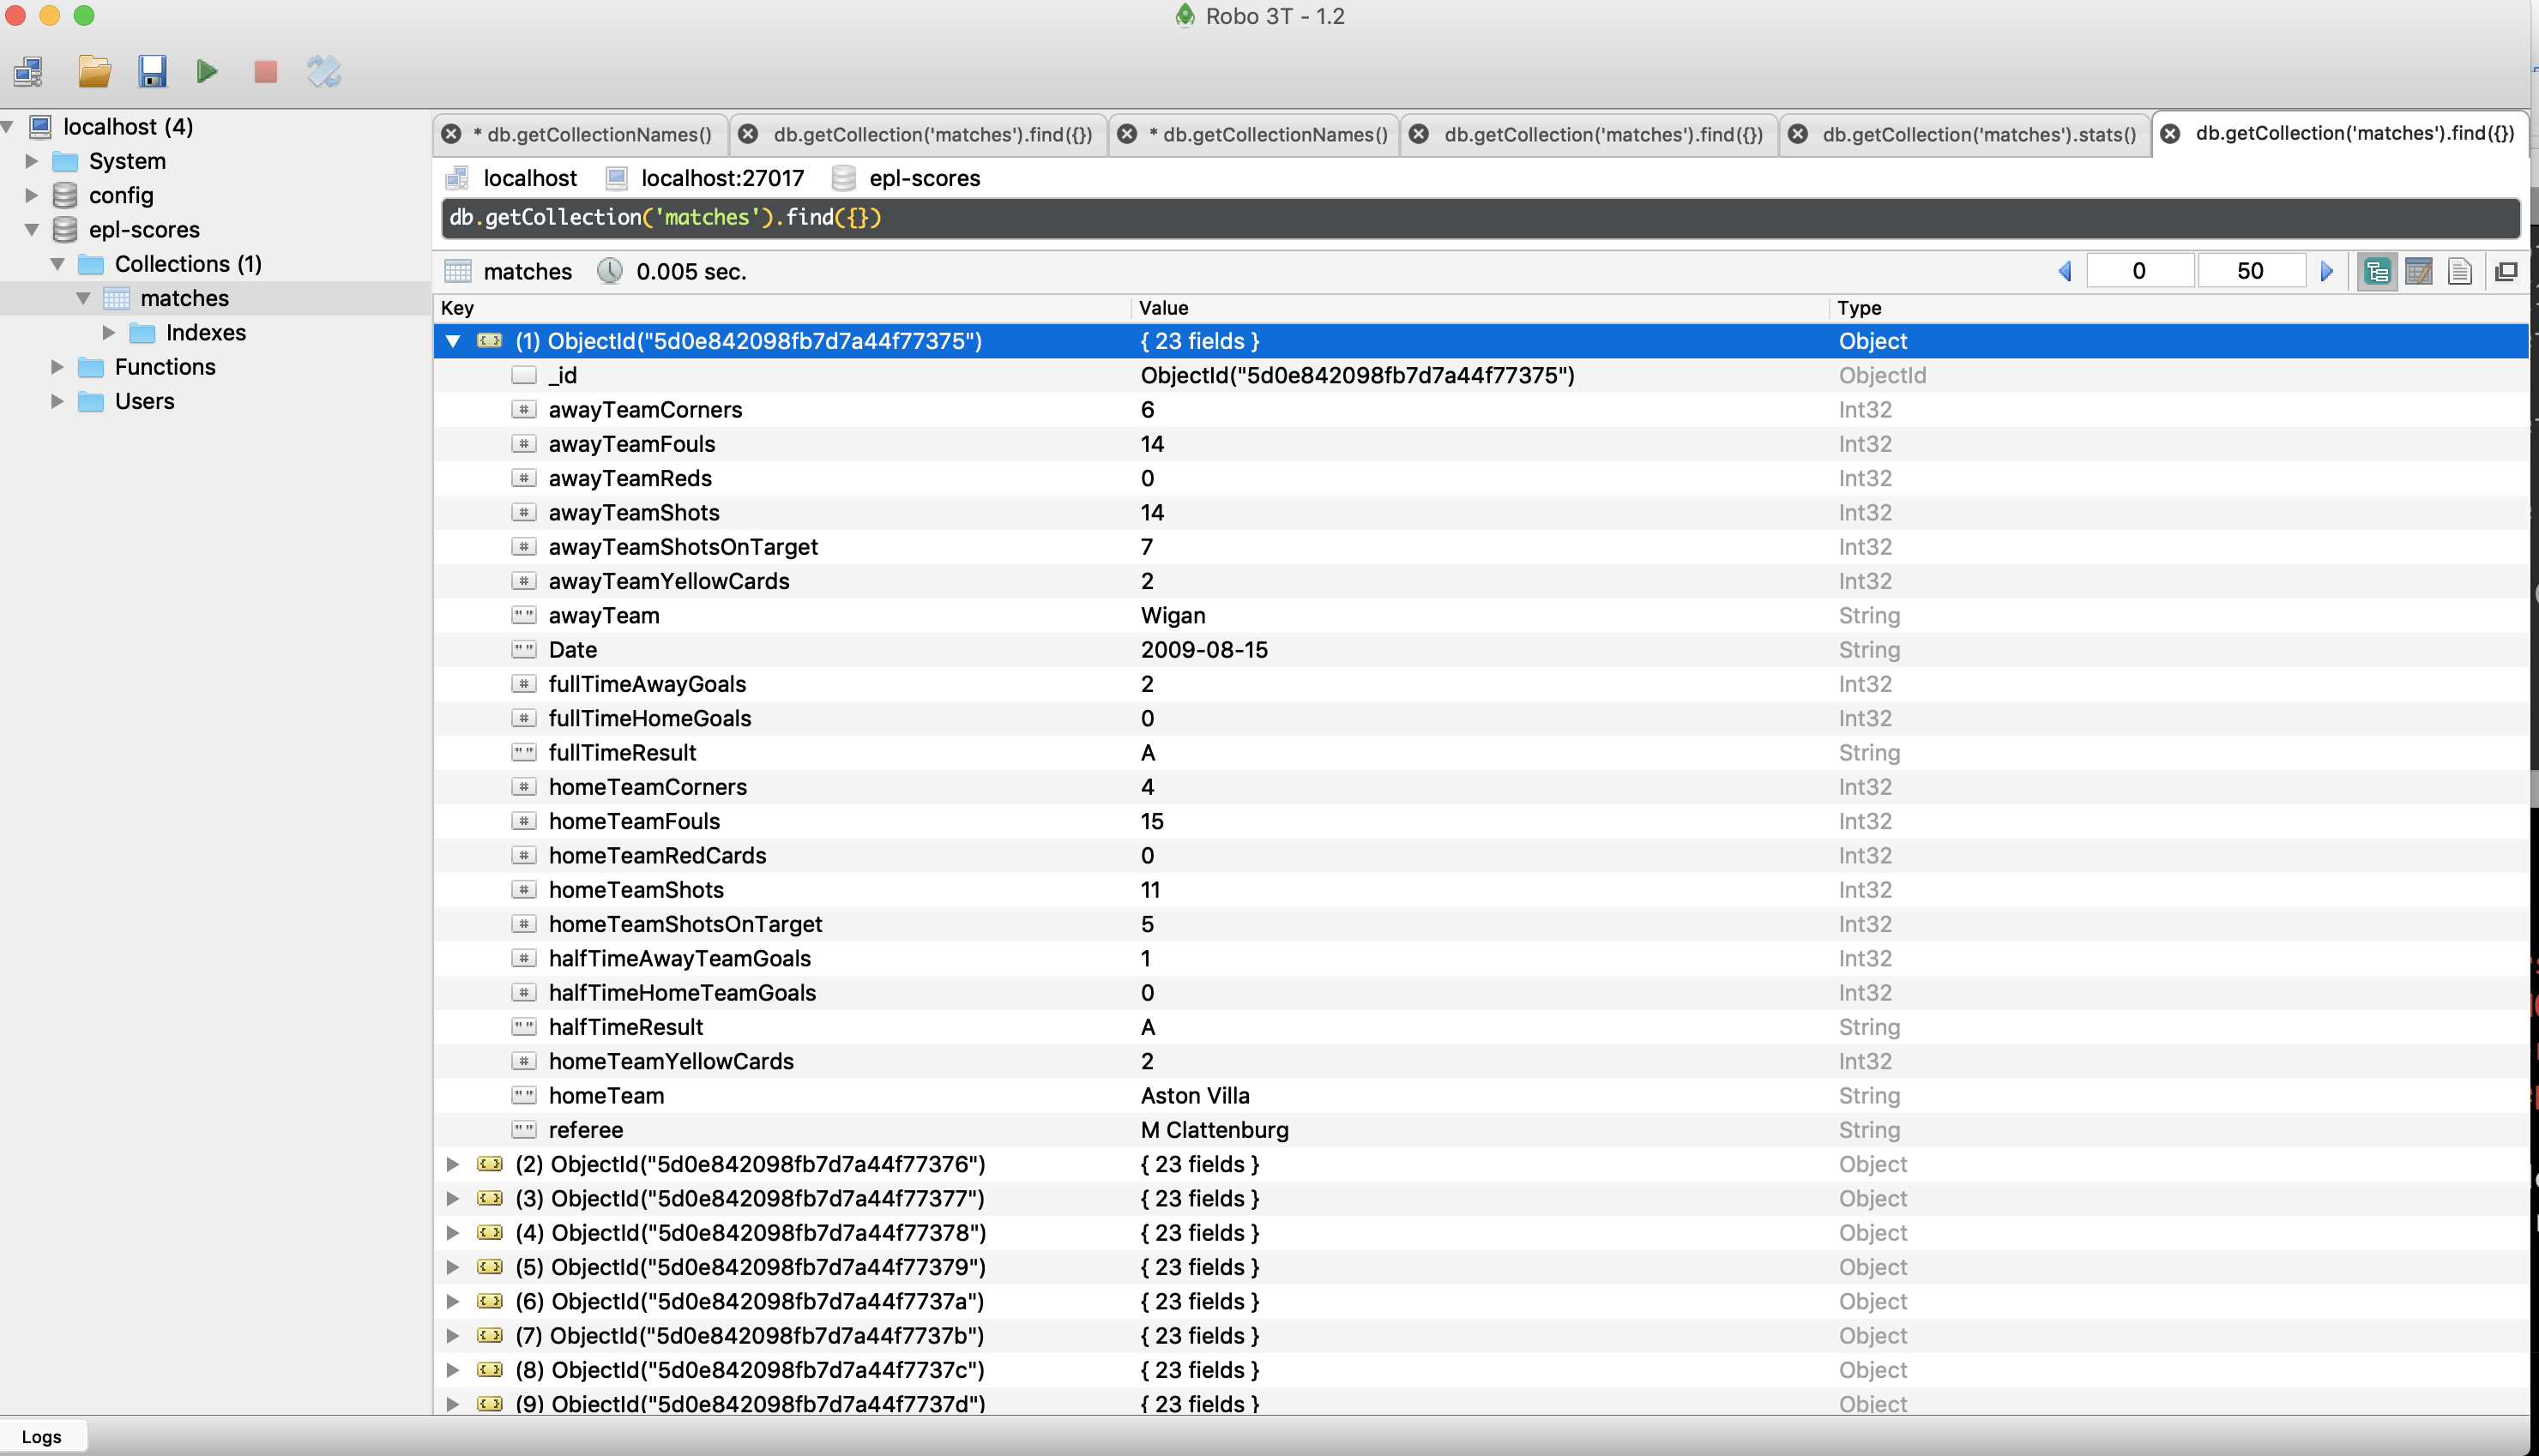 Robo 3T - 1.2
localhost (4)
System
config
epl-scores
Collections (1)
matches
Indexes
Functions
Users
* db.getCollectionNames()
db.getCollection('matches').find({})
* db.getCollectionNames()
db.getCollection('matches').find({})
db.getCollection('matches').stats()
db.getCollection('matches').find({})
localhost localhost:27017 epl-scores
db.getCollection('matches').find({})
matches 0.005 sec. 0 50
Key Value Type
(1) ObjectId("5d0e842098fb7d7a44f77375") { 23 fields } Object
_id ObjectId("5d0e842098fb7d7a44f77375") ObjectId
awayTeamCorners 6 Int32
awayTeamFouls 14 Int32
awayTeamReds 0 Int32
awayTeamShots 14 Int32
awayTeamShotsOnTarget 7 Int32
awayTeamYellowCards 2 Int32
awayTeam Wigan String
Date 2009-08-15 String
fullTimeAwayGoals 2 Int32
fullTimeHomeGoals 0 Int32
fullTimeResult A String
homeTeamCorners 4 Int32
homeTeamFouls 15 Int32
homeTeamRedCards 0 Int32
homeTeamShots 11 Int32
homeTeamShotsOnTarget 5 Int32
halfTimeAwayTeamGoals 1 Int32
halfTimeHomeTeamGoals 0 Int32
halfTimeResult A String
homeTeamYellowCards 2 Int32
homeTeam Aston Villa String
referee M Clattenburg String
(2) ObjectId("5d0e842098fb7d7a44f77376") { 23 fields } Object
(3) ObjectId("5d0e842098fb7d7a44f77377") { 23 fields } Object
(4) ObjectId("5d0e842098fb7d7a44f77378") { 23 fields } Object
(5) ObjectId("5d0e842098fb7d7a44f77379") { 23 fields } Object
(6) ObjectId("5d0e842098fb7d7a44f7737a") { 23 fields } Object
(7) ObjectId("5d0e842098fb7d7a44f7737b") { 23 fields } Object
(8) ObjectId("5d0e842098fb7d7a44f7737c") { 23 fields } Object
(9) ObjectId("5d0e842098fb7d7a44f7737d") { 23 fields } Object
Logs